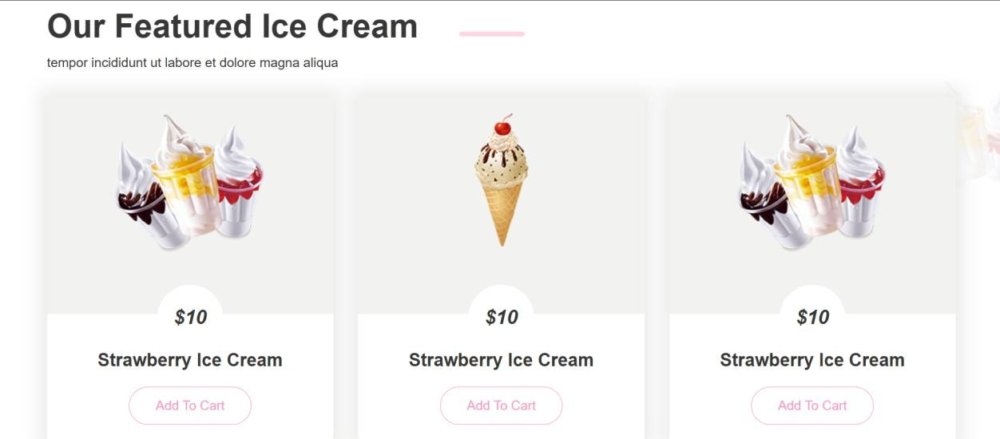 Our Featured Ice Cream
tempor incididunt ut labore et dolore magna aliqua
$10
Strawberry Ice Cream
Add To Cart
$10
Strawberry Ice Cream
Add To Cart
$10
Strawberry Ice Cream
Add To Cart